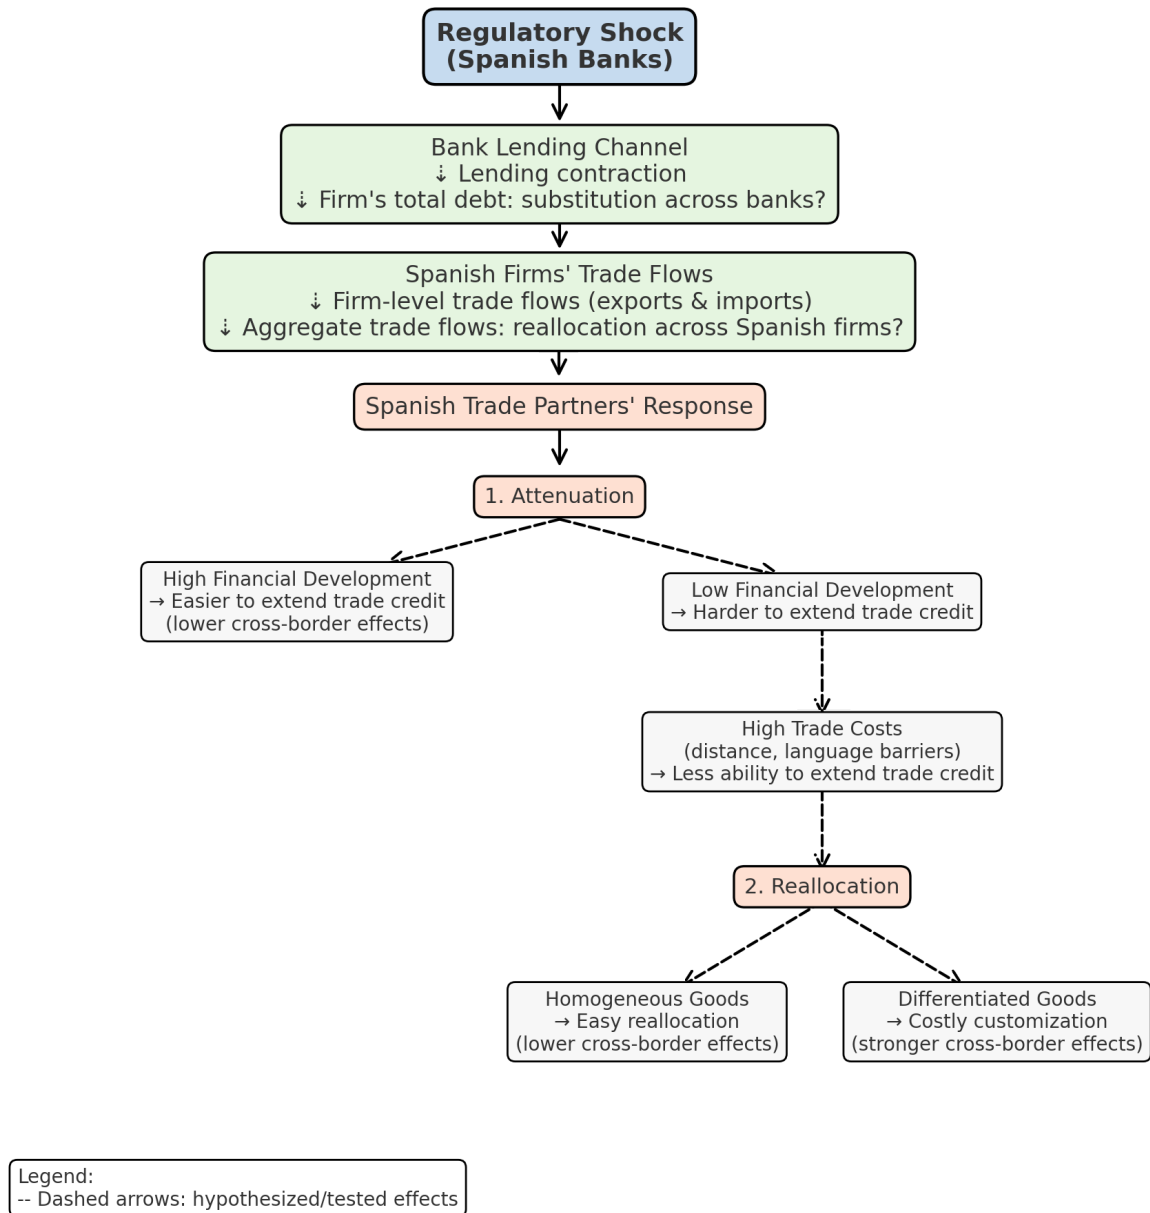 Regulatory Shock
(Spanish Banks)
Bank Lending Channel
⇣ Lending contraction
⇣ Firm's total debt: substitution across banks?
Spanish Firms' Trade Flows
⇣ Firm-level trade flows (exports & imports)
⇣ Aggregate trade flows: reallocation across Spanish firms?
Spanish Trade Partners' Response
1. Attenuation
High Financial Development
→ Easier to extend trade credit
(lower cross-border effects)
Low Financial Development
→ Harder to extend trade credit
High Trade Costs
(distance, language barriers)
→ Less ability to extend trade credit
2. Reallocation
Homogeneous Goods
→ Easy reallocation
(lower cross-border effects)
Differentiated Goods
→ Costly customization
(stronger cross-border effects)
Legend:
-- Dashed arrows: hypothesized/tested effects